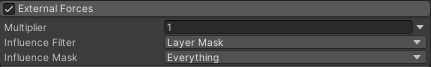 External Forces
Multiplier 1
Influence Filter Layer Mask
Influence Mask Everything